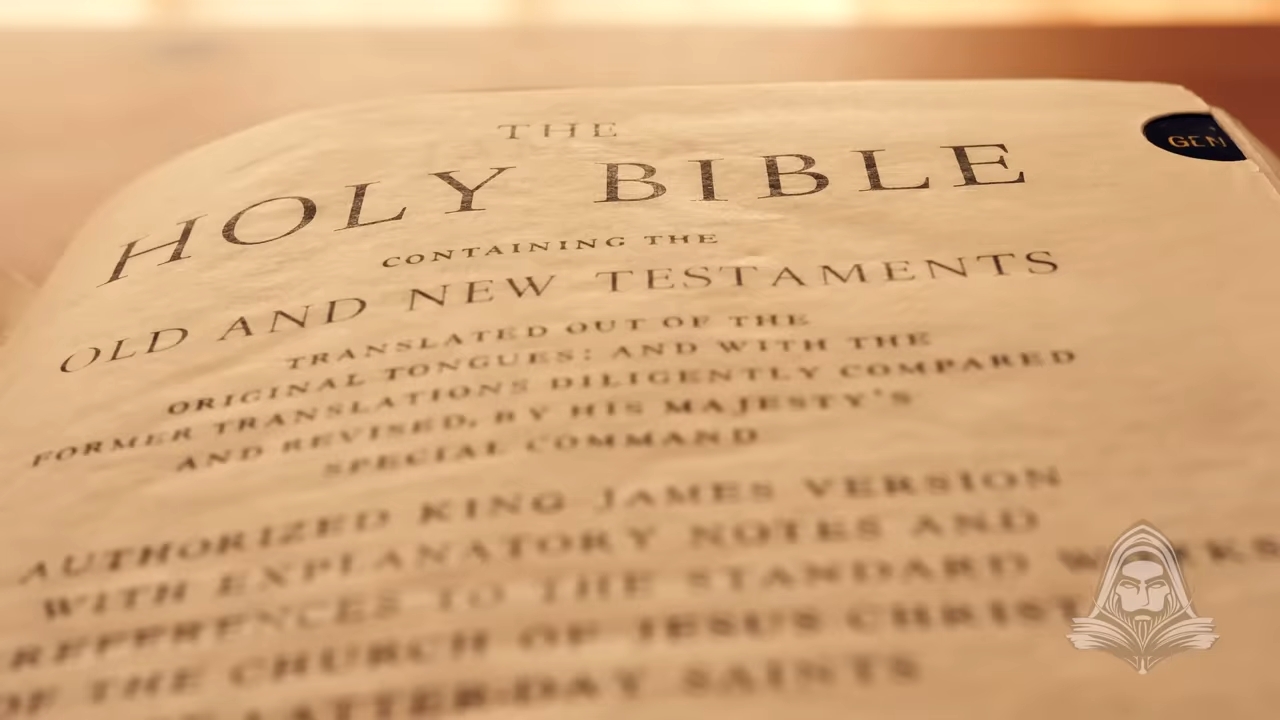 THE
HOLY BIBLE
CONTAINING THE
OLD AND NEW TESTAMENTS
TRANSLATED OUT OF THE
ORIGINAL TONGUES: AND WITH THE
FORMER TRANSLATIONS DILIGENTLY COMPARED
AND REVISED, BY HIS MAJESTY'S
SPECIAL COMMAND
AUTHORIZED KING JAMES VERSION
WITH EXPLANATORY NOTES AND
REFERENCES TO THE STANDARD WORKS
OF THE CHURCH OF JESUS CHRIST
LATTER-DAY SAINTS
GEN